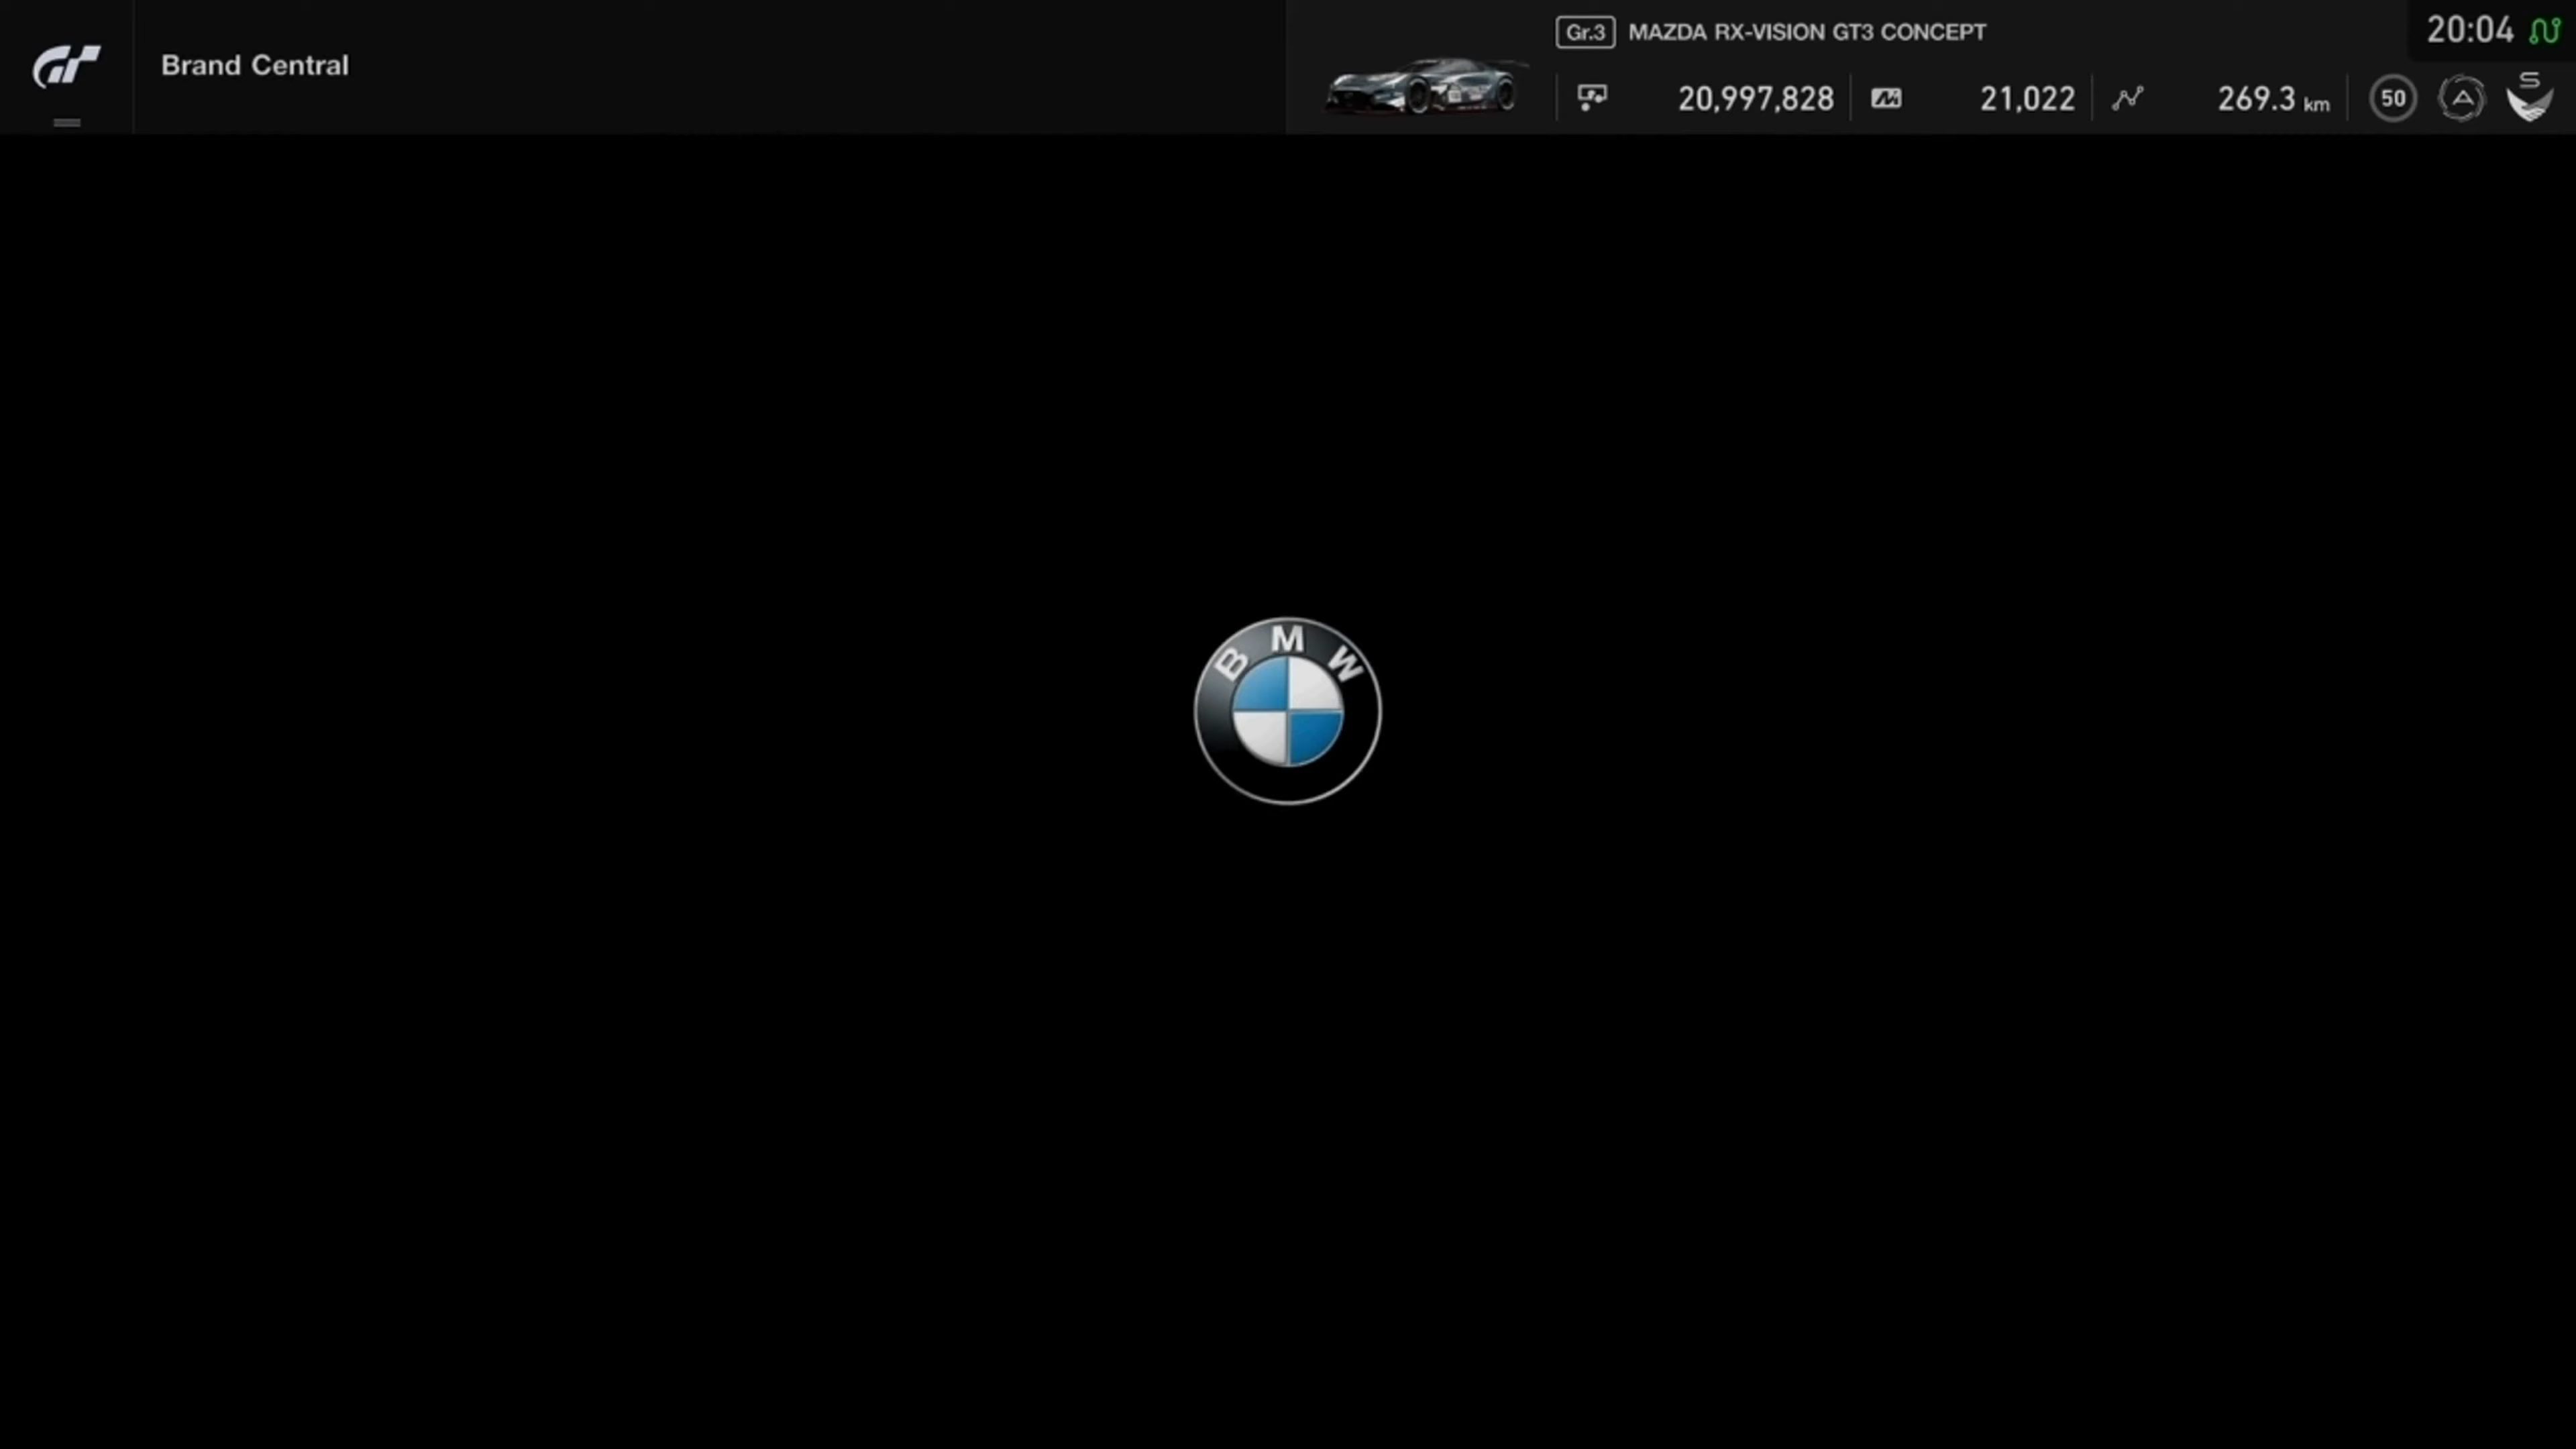 Brand Central
Gr.3 MAZDA RX-VISION GT3 CONCEPT
20:04
20,997,828
21,022
269.3 km
50
A
S
BMW